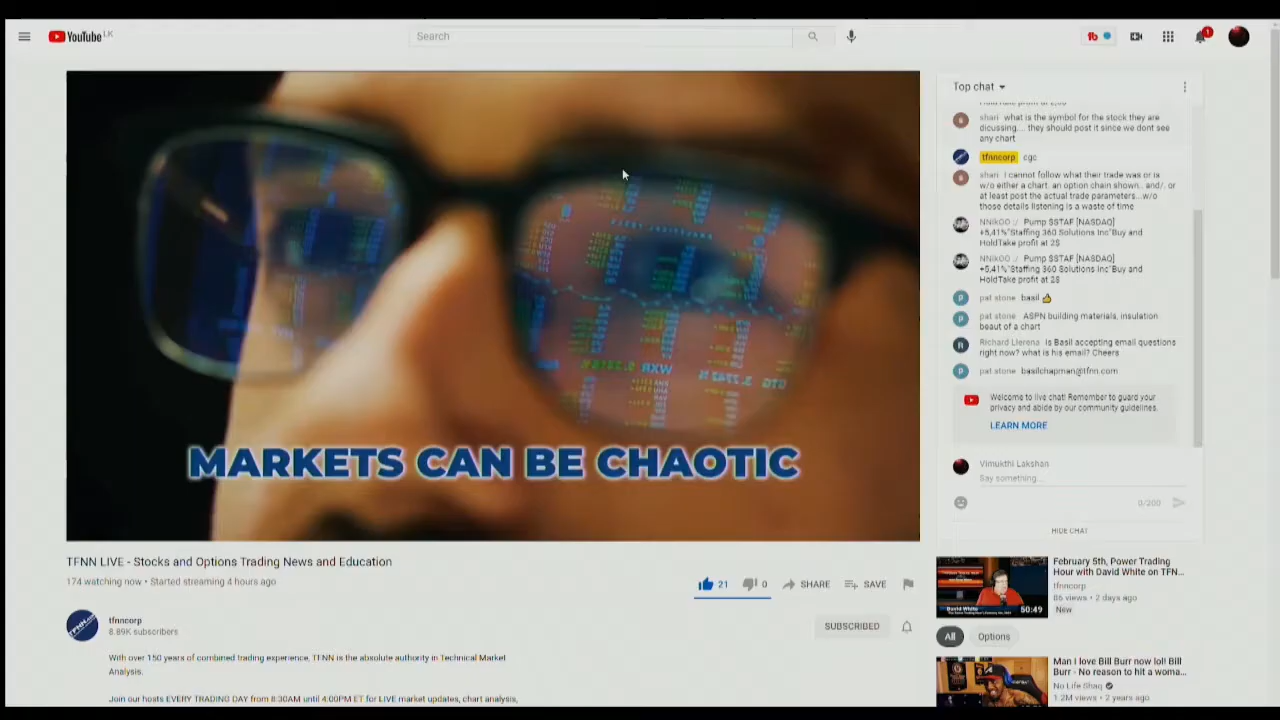 YouTube LK
Search
1
Top chat
shari what is the symbol for the stock they are
dicussing.... they should post it since we dont see
any chart
tfnncorp cgc
shari I cannot follow what their trade was or is
w/o either a chart, an option chain shown.. and/. or
at least post the actual trade parameters...w/o
those details listening is a waste of time
NNikOO :/ Pump $STAF [NASDAQ]
+5,41%"Staffing 360 Solutions Inc"Buy and
HoldTake profit at 2$
NNikOO :/ Pump $STAF [NASDAQ]
+5,41%"Staffing 360 Solutions Inc"Buy and
HoldTake profit at 2$
pat stone basil 👍
pat stone ASPN building materials, insulation
beaut of a chart
Richard Llerena Is Basil accepting email questions
right now? what is his email? Cheers
pat stone basilchapman@tfnn.com
Welcome to live chat! Remember to guard your
privacy and abide by our community guidelines.
LEARN MORE
Vimukthi Lakshan
Say something...
0/200
HIDE CHAT
MARKETS CAN BE CHAOTIC
TFNN LIVE - Stocks and Options Trading News and Education
174 watching now • Started streaming 4 hours ago
21
0
SHARE
SAVE
tfnncorp
8.89K subscribers
SUBSCRIBED
With over 150 years of combined trading experience, TFNN is the absolute authority in Technical Market
Analysis.
Join our hosts EVERY TRADING DAY from 8:30AM until 4:00PM ET for LIVE market updates, chart analysis,
February 5th, Power Trading
Hour with David White on TFN...
tfnncorp
86 views • 2 days ago
New
David White
50:49
All
Options
Man I love Bill Burr now lol! Bill
Burr - No reason to hit a woma...
No Life Shaq
1.2M views • 2 years ago